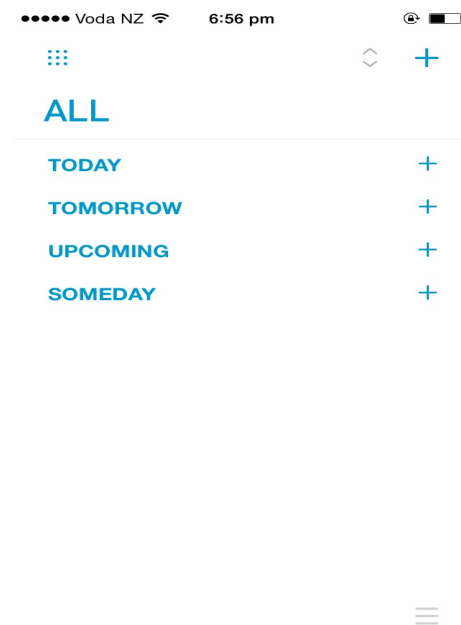 Voda NZ 6:56 pm
ALL
TODAY
TOMORROW
UPCOMING
SOMEDAY